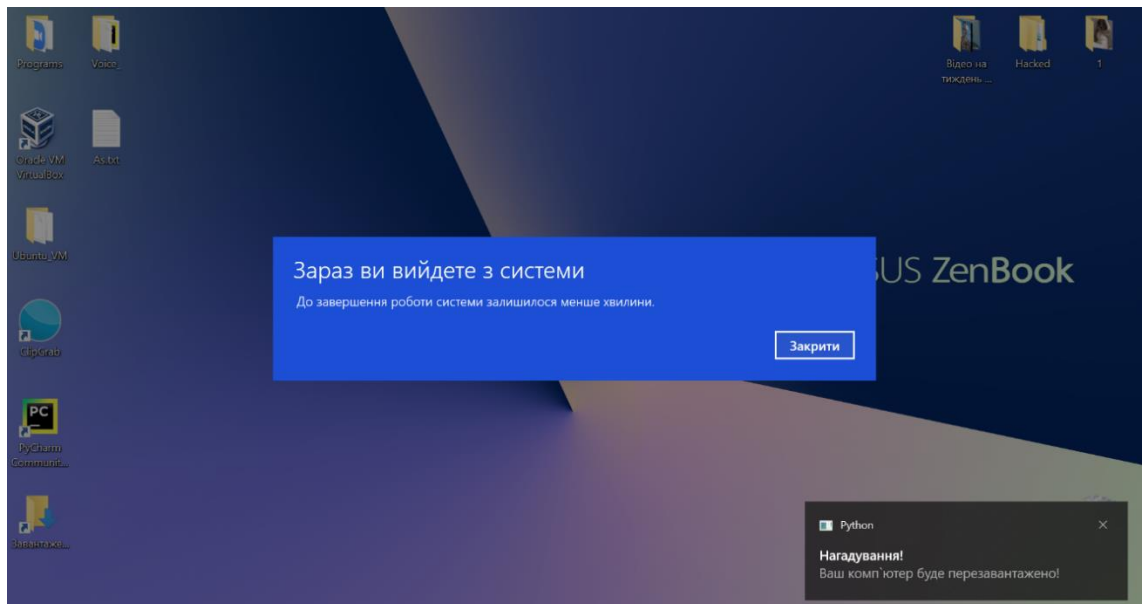 Programs
Voice_
Відео на
тиждень ...
Hacked
1
Oracle VM
VirtualBox
As.txt
Ubuntu_VM
Зараз ви вийдете з системи
До завершення роботи системи залишилося менше хвилини.
Закрити
SUS ZenBook
ClipGrab
PC
PyCharm
Communit...
Завантаже...
Python
Нагадування!
Ваш комп`ютер буде перезавантажено!